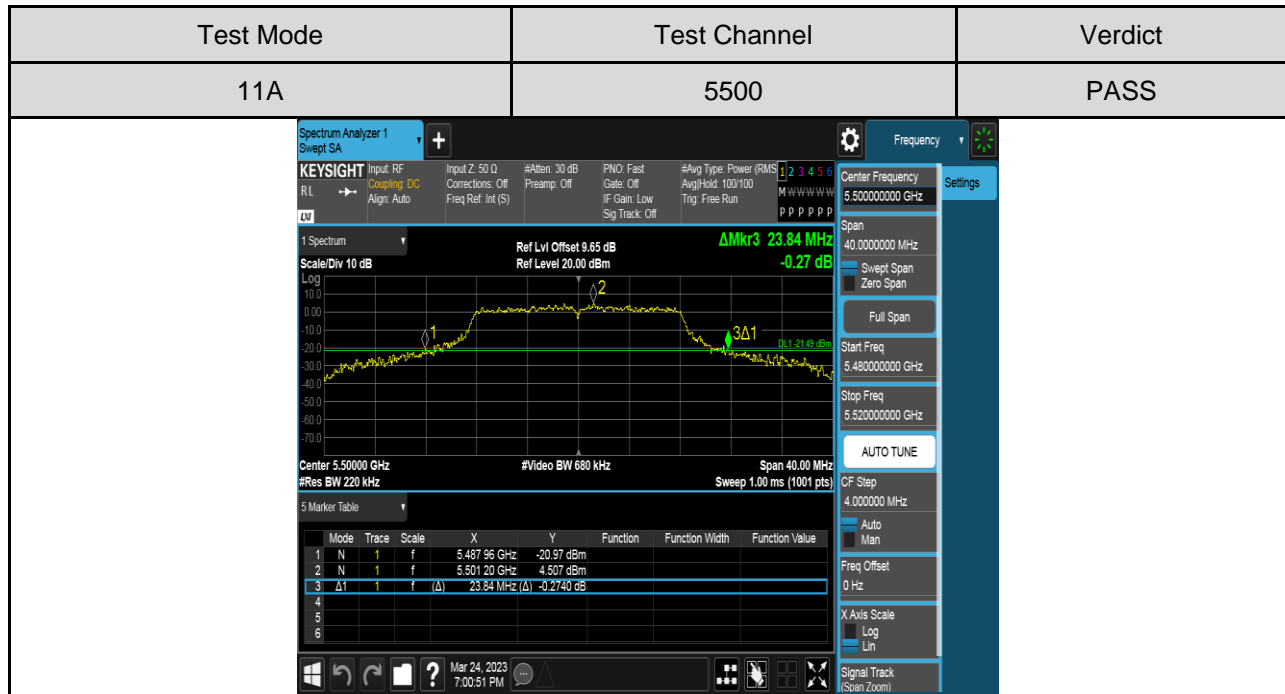 Test Mode Test Channel Verdict
11A 5500 PASS
Spectrum Analyzer 1
Swept SA
+
Frequency
KEYSIGHT Input: RF Input Z: 50 Ω #Atten: 30 dB PNO: Fast #Avg Type: Power (RMS 1 2 3 4 5 6
RL Coupling: DC Corrections: Off Preamp: Off Gate: Off Avg|Hold: 100/100 M W W W W W
Align: Auto Freq Ref: Int (S) IF Gain: Low Trig: Free Run
LXI Sig Track: Off P P P P P P
Center Frequency
5.500000000 GHz
Settings
1 Spectrum
Ref Lvl Offset 9.65 dB
ΔMkr3 23.84 MHz
Scale/Div 10 dB Ref Level 20.00 dBm -0.27 dB
Span
40.0000000 MHz
Swept Span
Zero Span
Log
10.0
0.00
-10.0
-20.0
-30.0
-40.0
-50.0
-60.0
-70.0
1
2
3Δ1
DL1 -21.49 dBm
Full Span
Start Freq
5.480000000 GHz
Stop Freq
5.520000000 GHz
AUTO TUNE
Center 5.50000 GHz #Video BW 680 kHz Span 40.00 MHz
#Res BW 220 kHz Sweep 1.00 ms (1001 pts)
CF Step
4.000000 MHz
Auto
Man
5 Marker Table
Mode Trace Scale X Y Function Function Width Function Value
1 N 1 f 5.487 96 GHz -20.97 dBm
2 N 1 f 5.501 20 GHz 4.507 dBm
3 Δ1 1 f (Δ) 23.84 MHz (Δ) -0.2740 dB
4
5
6
Freq Offset
0 Hz
X Axis Scale
Log
Lin
Signal Track
(Span Zoom)
?
Mar 24, 2023
7:00:51 PM